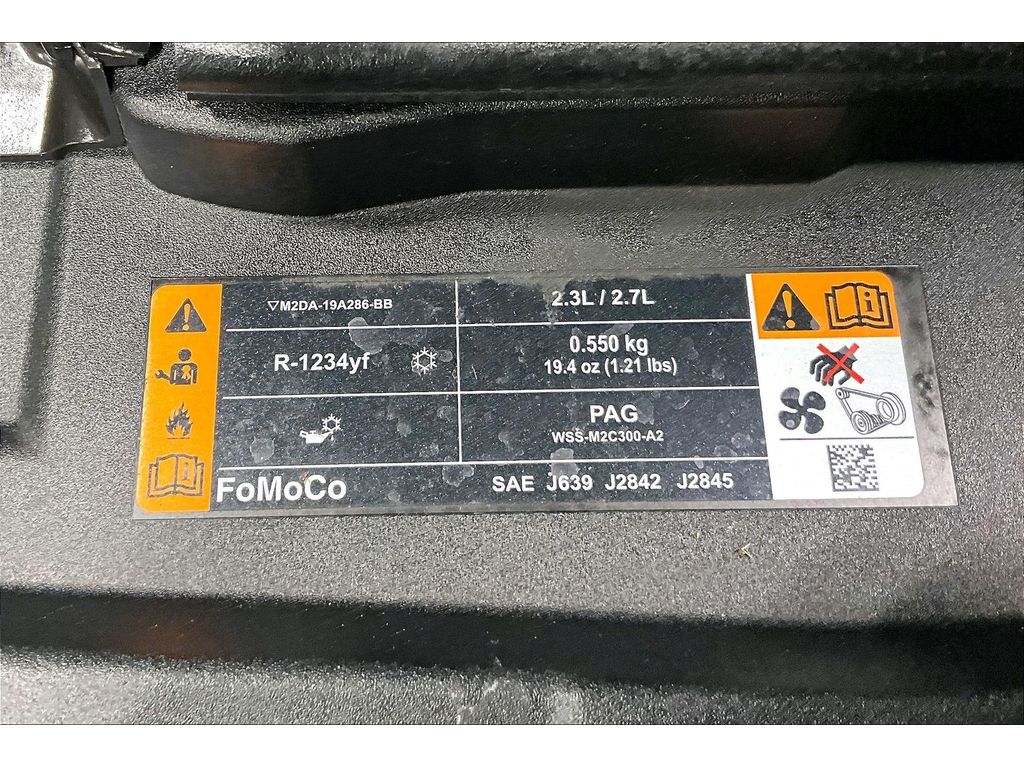 ▽M2DA-19A286-BB
2.3L / 2.7L
R-1234yf
0.550 kg
19.4 oz (1.21 lbs)
PAG
WSS-M2C300-A2
FoMoCo
SAE J639 J2842 J2845